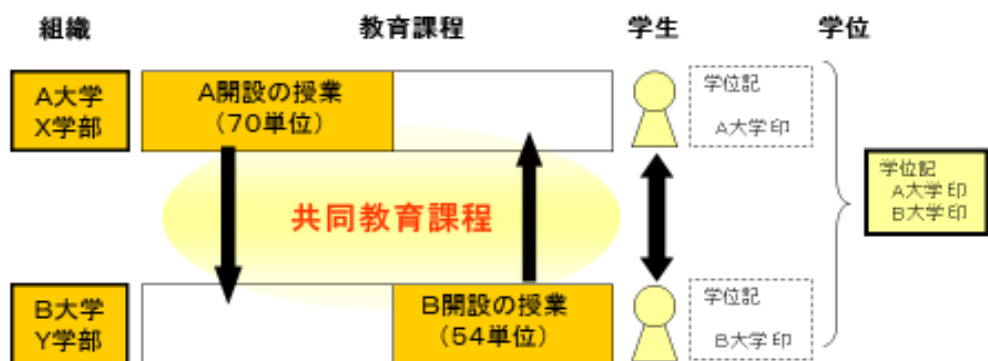 組織 教育課程 学生 学位
A大学
X学部
A開設の授業
(70単位)
学位記
A大学印
共同教育課程
学位記
A大学印
B大学印
B大学
Y学部
B開設の授業
(54単位)
学位記
B大学印